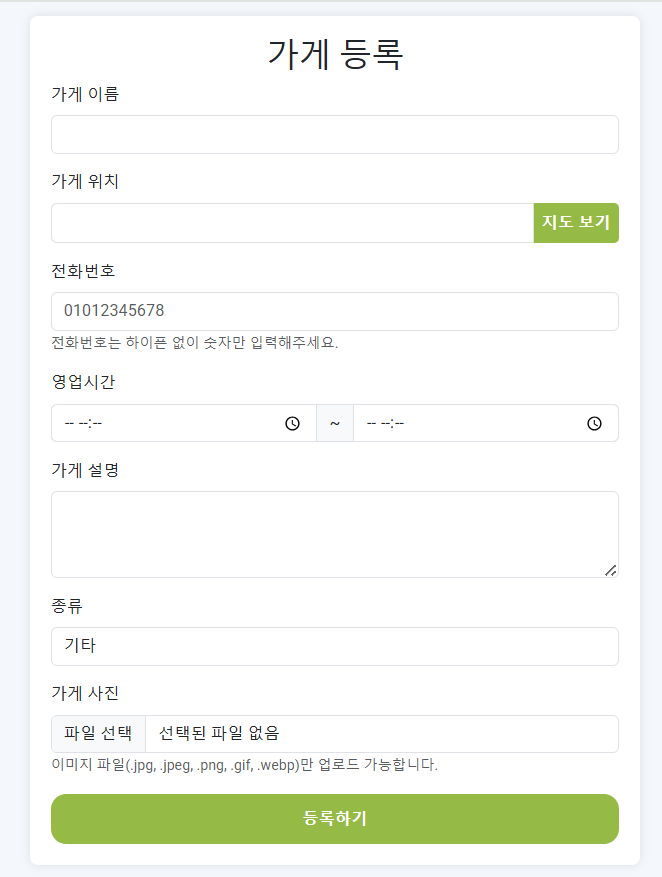 가게 등록
가게 이름
가게 위치
지도 보기
전화번호
01012345678
전화번호는 하이픈 없이 숫자만 입력해주세요.
영업시간
-- --:-- ~ -- --:--
가게 설명
종류
기타
가게 사진
파일 선택 선택된 파일 없음
이미지 파일(.jpg, .jpeg, .png, .gif, .webp)만 업로드 가능합니다.
등록하기